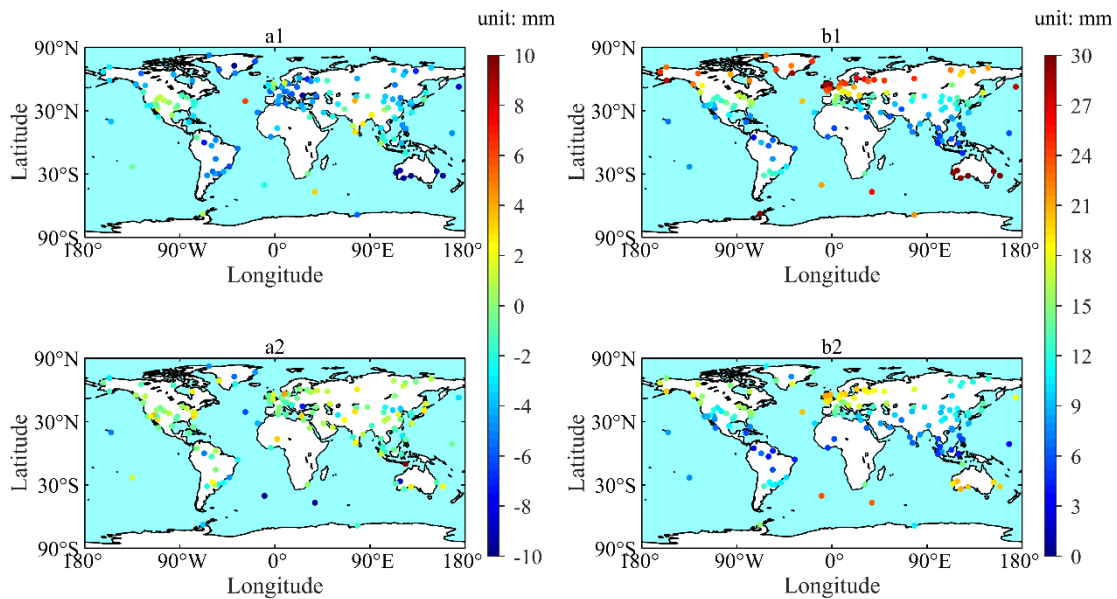 unit: mm
unit: mm
a1
90°N
30°N
30°S
90°S
Latitude
180°
90°W
0°
90°E
180°
Longitude
10
8
6
4
2
0
-2
-4
-6
-8
-10
b1
90°N
30°N
30°S
90°S
Latitude
180°
90°W
0°
90°E
180°
Longitude
30
27
24
21
18
15
12
9
6
3
0
a2
90°N
30°N
30°S
90°S
Latitude
180°
90°W
0°
90°E
180°
Longitude
b2
90°N
30°N
30°S
90°S
Latitude
180°
90°W
0°
90°E
180°
Longitude